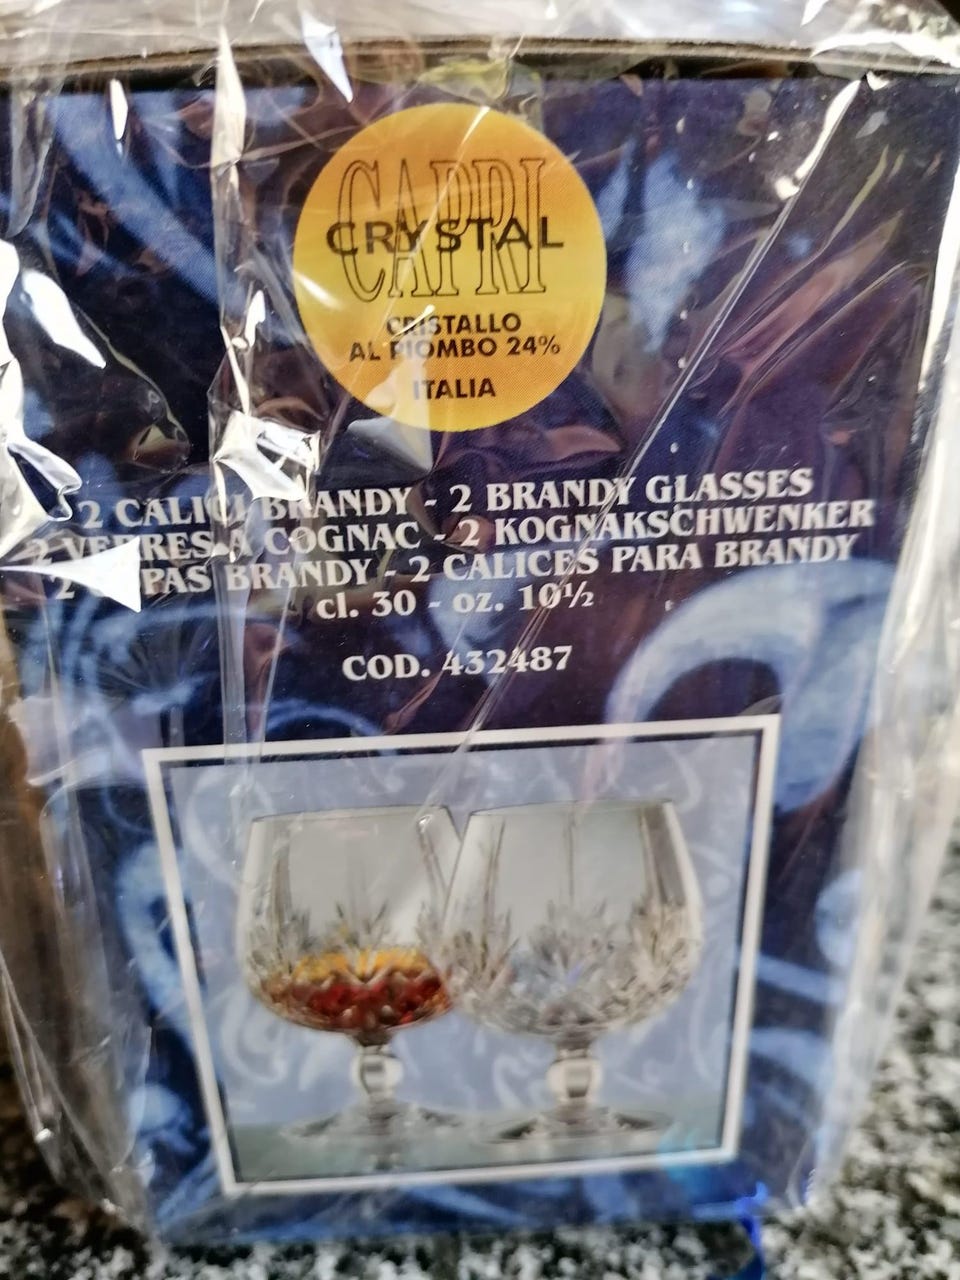 CAPRI
CRYSTAL
CRISTALLO
AL PIOMBO 24%
ITALIA
2 CALICI BRANDY - 2 BRANDY GLASSES
2 VERRES A COGNAC - 2 KOGNAKSCHWENKER
2 BRANDY - 2 CALICES PARA BRANDY
cl. 30 - oz. 10½
COD. 432487